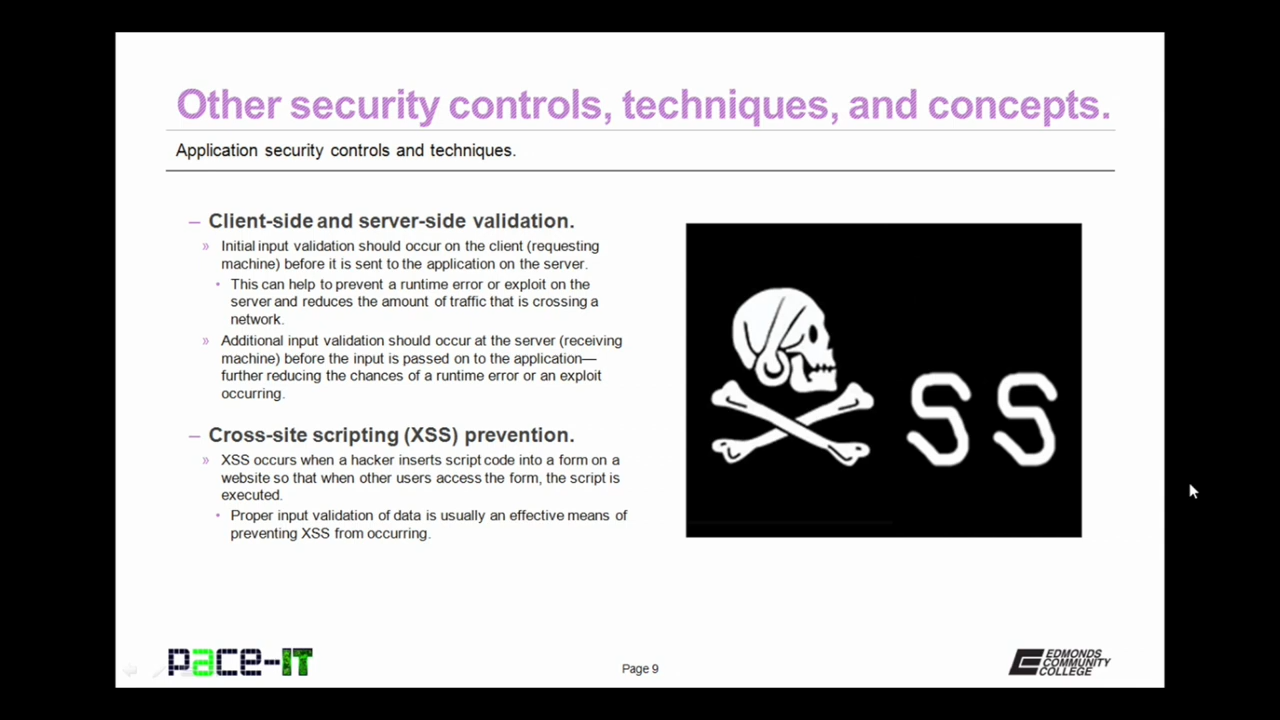 Other security controls, techniques, and concepts.
Application security controls and techniques.
– Client-side and server-side validation.
» Initial input validation should occur on the client (requesting
machine) before it is sent to the application on the server.
• This can help to prevent a runtime error or exploit on the
server and reduces the amount of traffic that is crossing a
network.
» Additional input validation should occur at the server (receiving
machine) before the input is passed on to the application—
further reducing the chances of a runtime error or an exploit
occurring.
– Cross-site scripting (XSS) prevention.
» XSS occurs when a hacker inserts script code into a form on a
website so that when other users access the form, the script is
executed.
• Proper input validation of data is usually an effective means of
preventing XSS from occurring.
SS
pace-IT
Page 9
EDMONDS
COMMUNITY
COLLEGE